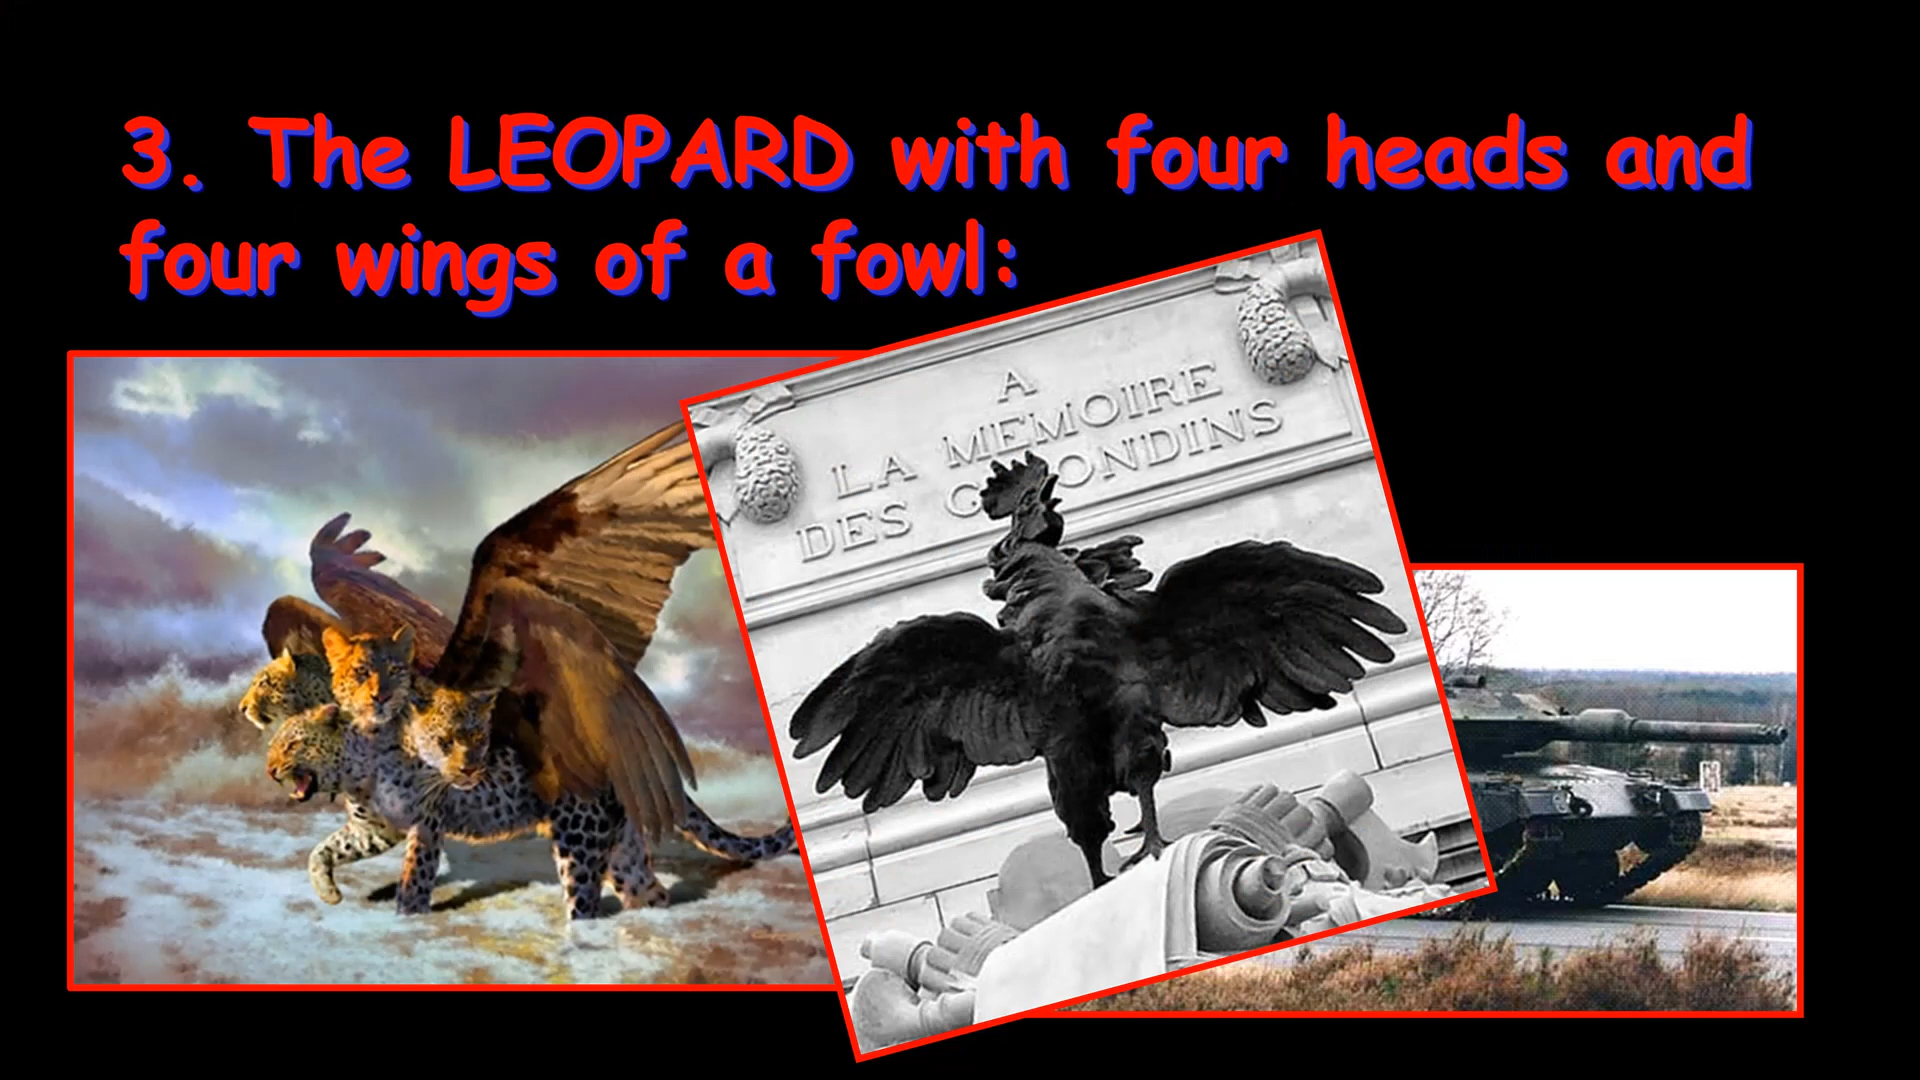 3. The LEOPARD with four heads and
four wings of a fowl:
A
LA MEMOIRE
DES G ONDINS